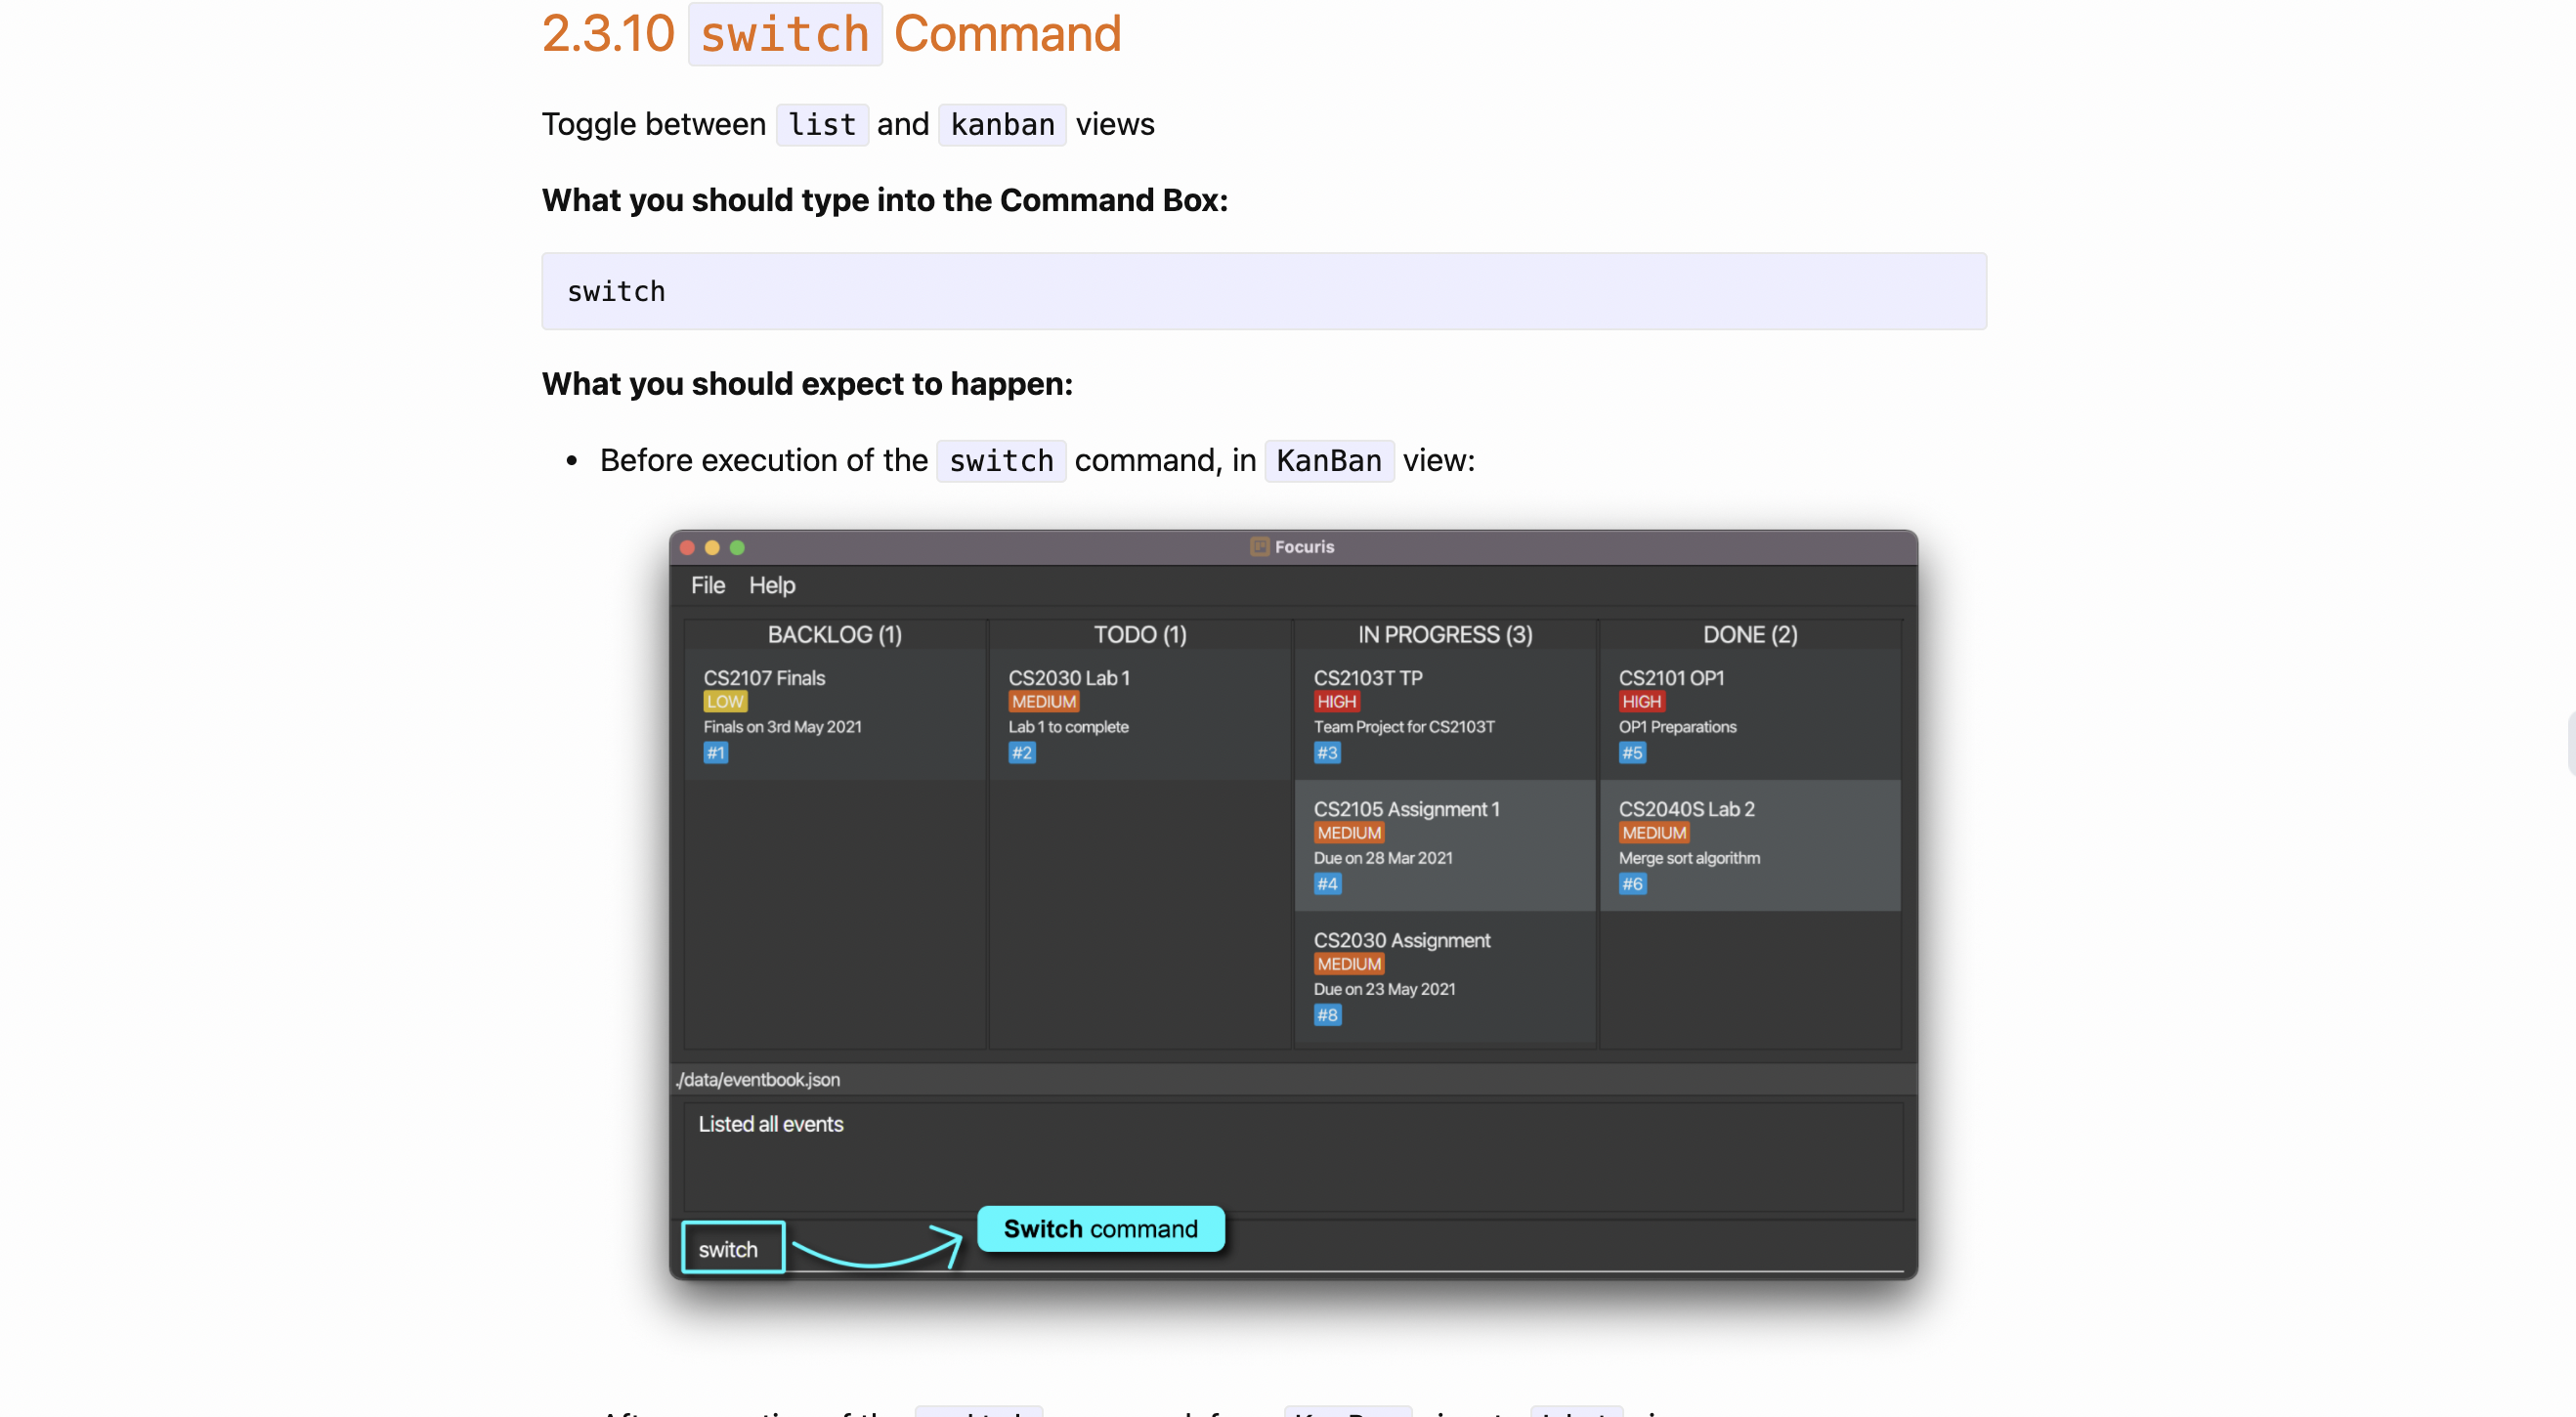 2.3.10 switch Command
Toggle between list and kanban views
What you should type into the Command Box:
switch
What you should expect to happen:
• Before execution of the switch command, in KanBan view:
Focuris
File Help
BACKLOG (1)
CS2107 Finals
LOW
Finals on 3rd May 2021
#1
TODO (1)
CS2030 Lab 1
MEDIUM
Lab 1 to complete
#2
IN PROGRESS (3)
CS2103T TP
HIGH
Team Project for CS2103T
#3
CS2105 Assignment 1
MEDIUM
Due on 28 Mar 2021
#4
CS2030 Assignment
MEDIUM
Due on 23 May 2021
#8
DONE (2)
CS2101 OP1
HIGH
OP1 Preparations
#5
CS2040S Lab 2
MEDIUM
Merge sort algorithm
#6
./data/eventbook.json
Listed all events
switch
Switch command